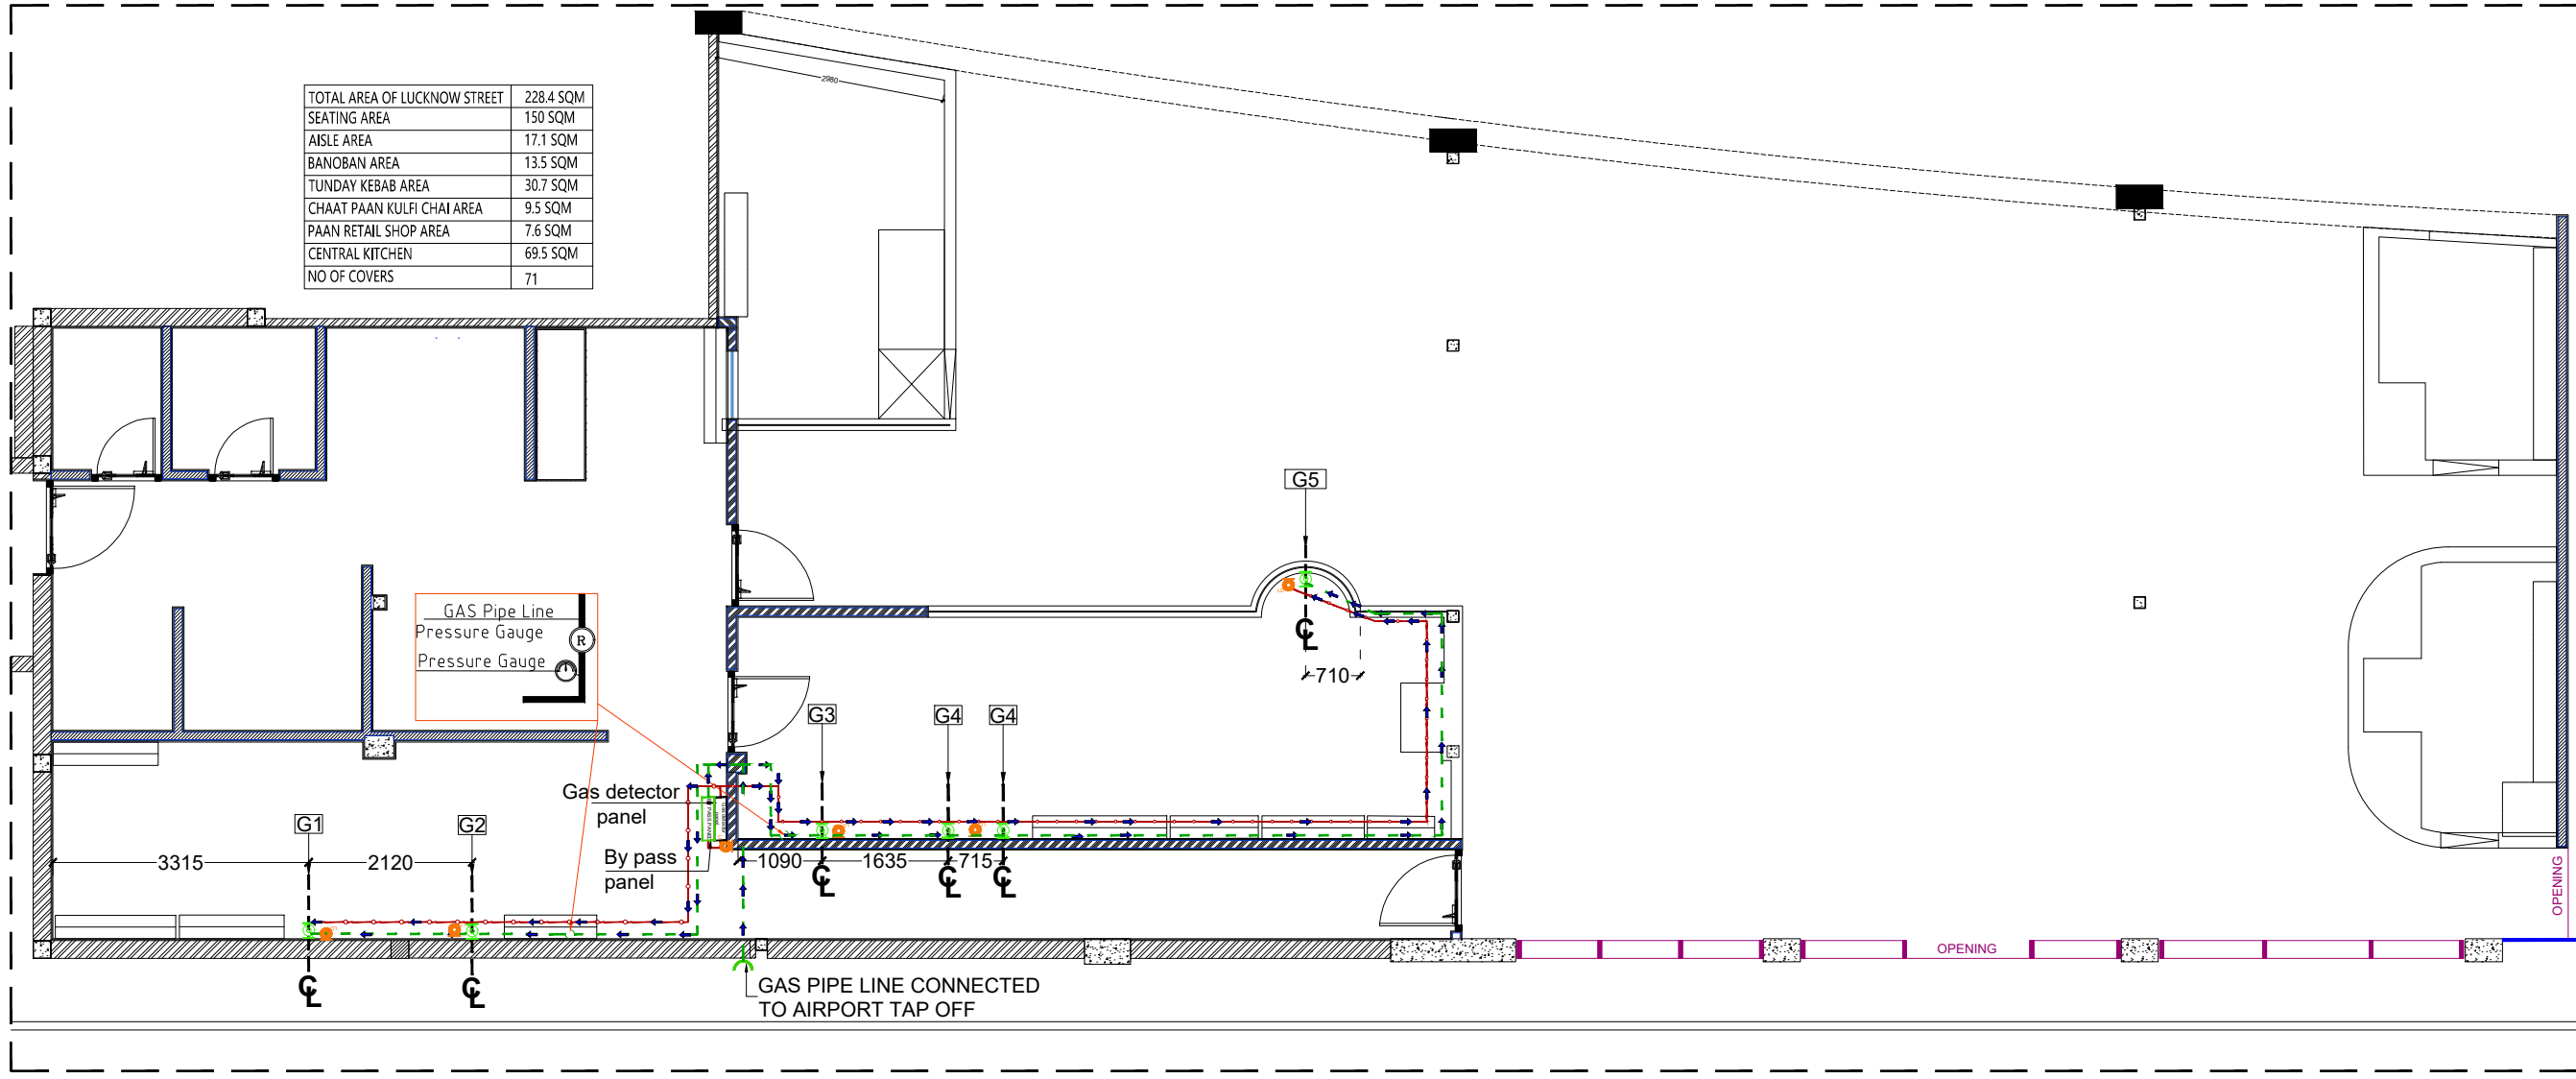 2980
TOTAL AREA OF LUCKNOW STREET 228.4 SQM
SEATING AREA 150 SQM
AISLE AREA 17.1 SQM
BANOBAN AREA 13.5 SQM
TUNDAY KEBAB AREA 30.7 SQM
CHAAT PAAN KULFI CHAI AREA 9.5 SQM
PAAN RETAIL SHOP AREA 7.6 SQM
CENTRAL KITCHEN 69.5 SQM
NO OF COVERS 71
G5
GAS Pipe Line
Pressure Gauge
R
Pressure Gauge
710
G3 G4 G4
Gas detector
panel
G1 G2
By pass
panel
3315 2120
1090 1635 715
OPENING
OPENING
GAS PIPE LINE CONNECTED
TO AIRPORT TAP OFF